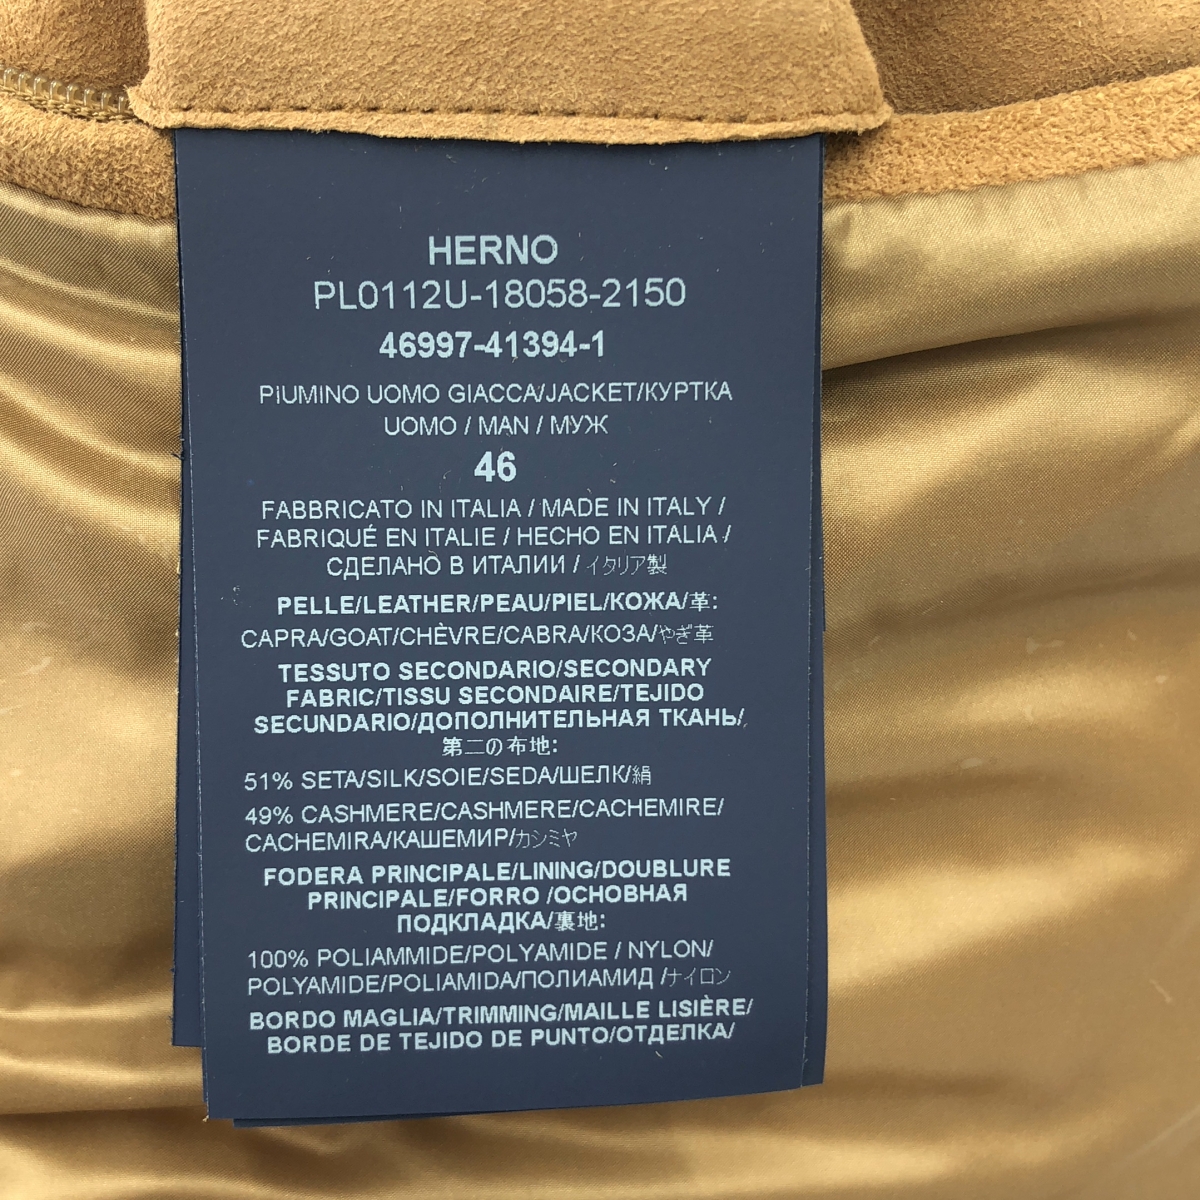 HERNO
PL0112U-18058-2150
46997-41394-1
PIUMINO UOMO GIACCA/JACKET/КУРТКА
UOMO / MAN / МУЖ
46
FABBRICATO IN ITALIA / MADE IN ITALY /
FABRIQUÉ EN ITALIE / HECHO EN ITALIA /
СДЕЛАНО В ИТАЛИИ / イタリア製
PELLE/LEATHER/PEAU/PIEL/КОЖА/革:
CAPRA/GOAT/CHÈVRE/CABRA/КОЗА/やぎ革
TESSUTO SECONDARIO/SECONDARY
FABRIC/TISSU SECONDAIRE/TEJIDO
SECUNDARIO/ДОПОЛНИТЕЛЬНАЯ ТКАНЬ/
第二の布地:
51% SETA/SILK/SOIE/SEDA/ШЕЛК/絹
49% CASHMERE/CASHMERE/CACHEMIRE/
CACHEMIRA/КАШЕМИР/カシミヤ
FODERA PRINCIPALE/LINING/DOUBLURE
PRINCIPALE/FORRO /ОСНОВНАЯ
ПОДКЛАДКА/裏地:
100% POLIAMMIDE/POLYAMIDE / NYLON/
POLYAMIDE/POLIAMIDA/ПОЛИАМИД /ナイロン
BORDO MAGLIA/TRIMMING/MAILLE LISIÈRE/
BORDE DE TEJIDO DE PUNTO/ОТДЕЛКА/